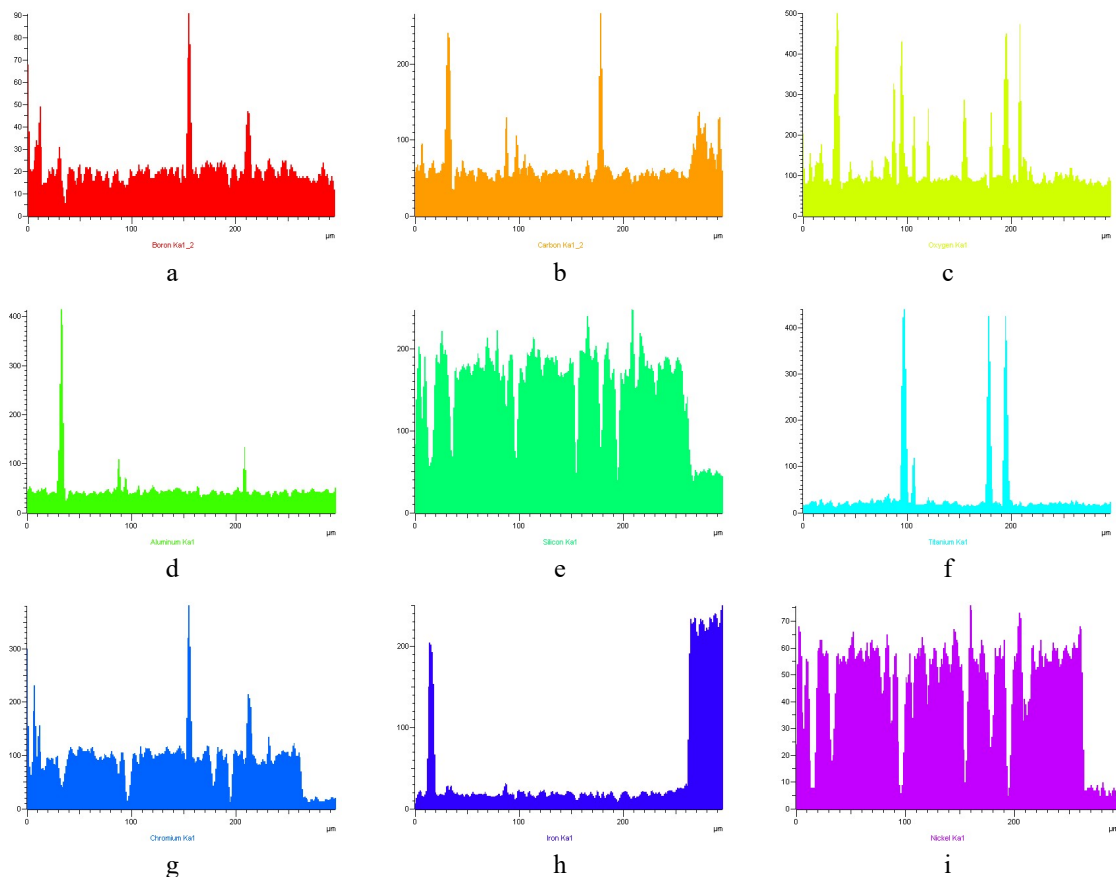 90
80
70
60
50
40
30
20
10
0
0 200 µm
Boron Ka1_2
a
200
100
0
0 200 µm
Carbon Ka1_2
b
500
400
300
200
100
0
0 100 200 µm
Oxygen Ka1
c
400
300
200
100
0
0 100 200 µm
Aluminum Ka1
d
200
100
0
0 100 200 µm
Silicon Ka1
e
400
300
200
100
0
0 100 200 µm
Titanium Ka1
f
300
200
100
0
0 100 200 µm
Chromium Ka1
g
200
100
0
0 100 200 µm
Iron Ka1
h
70
60
50
40
30
20
10
0
0 100 200 µm
Nickel Ka1
i